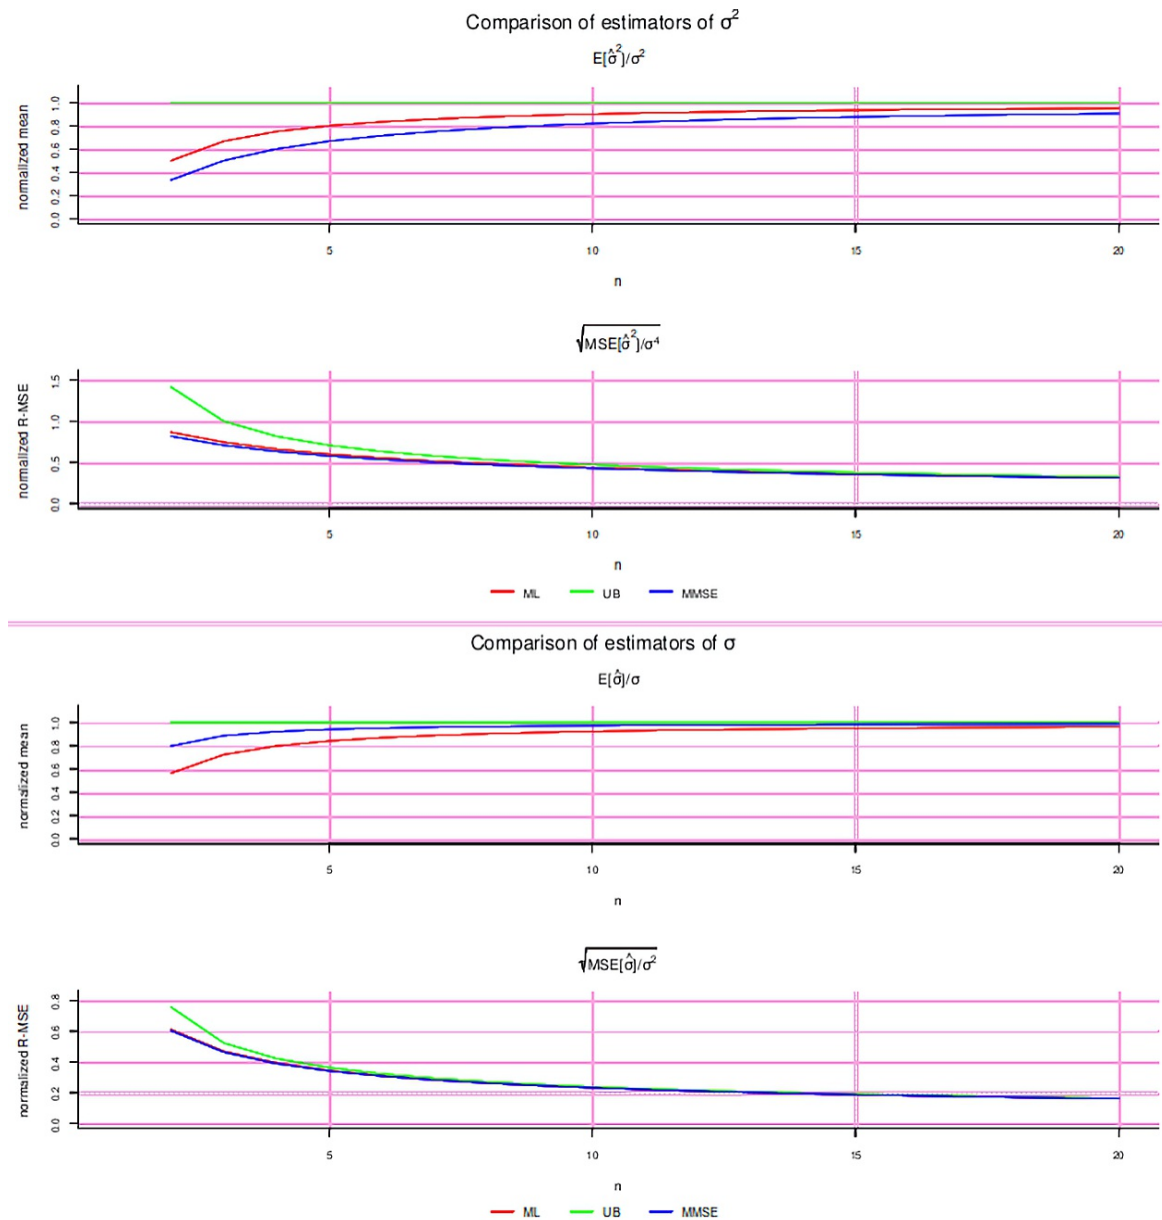 Comparison of estimators of σ²
E[σ̂²]/σ²
normalized mean
0.0 0.2 0.4 0.6 0.8 1.0
5 10 15 20
n
√MSE[σ̂²]/σ⁴
normalized R-MSE
0.0 0.5 1.0 1.5
5 10 15 20
n
ML UB MMSE
Comparison of estimators of σ
E[σ̂]/σ
normalized mean
0.0 0.2 0.4 0.6 0.8 1.0
5 10 15 20
n
√MSE[σ̂]/σ²
normalized R-MSE
0.0 0.2 0.4 0.6 0.8
5 10 15 20
n
ML UB MMSE